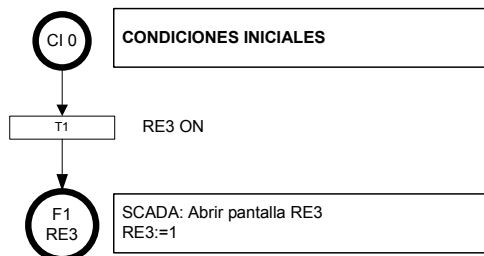 CI 0
CONDICIONES INICIALES
T1
RE3 ON
F1
RE3
SCADA: Abrir pantalla RE3
RE3:=1